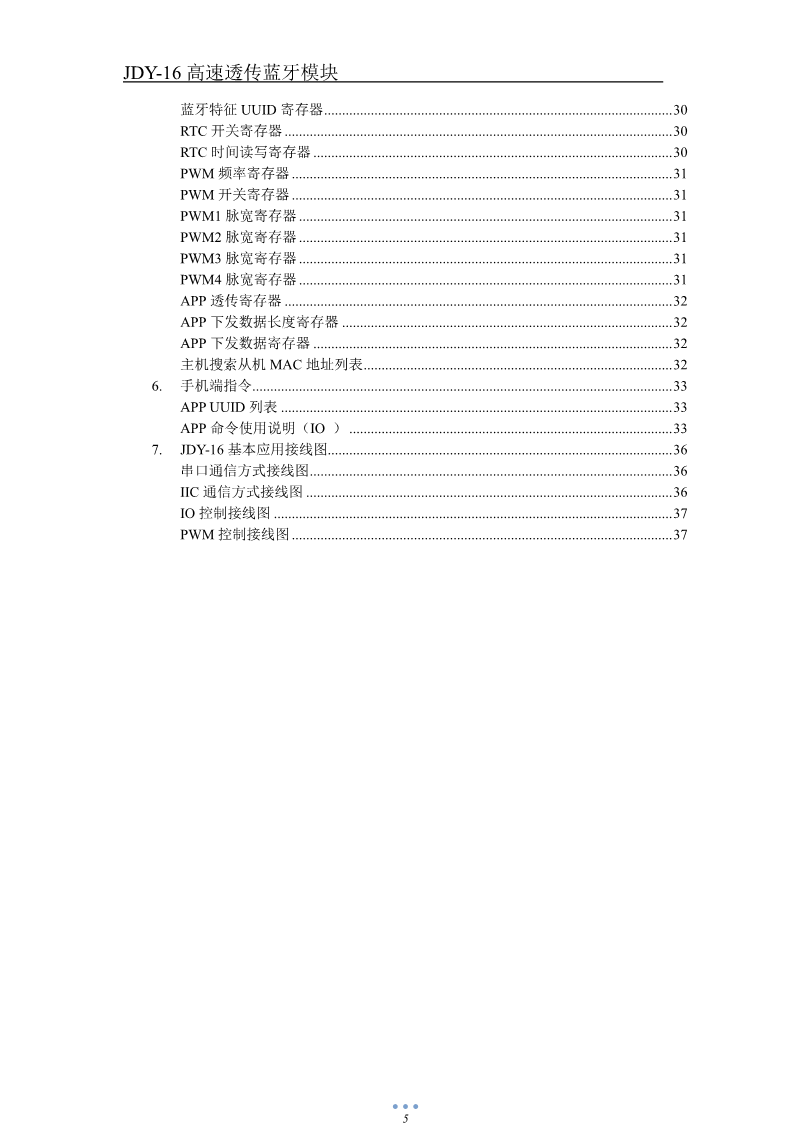 JDY-16 高速透传蓝牙模块
蓝牙特征 UUID 寄存器....................30
RTC 开关寄存器....................30
RTC 时间读写寄存器....................30
PWM 频率寄存器....................31
PWM 开关寄存器....................31
PWM1 脉宽寄存器....................31
PWM2 脉宽寄存器....................31
PWM3 脉宽寄存器....................31
PWM4 脉宽寄存器....................31
APP 透传寄存器....................32
APP 下发数据长度寄存器....................32
APP 下发数据寄存器....................32
主机搜索从机 MAC 地址列表....................32
6. 手机端指令....................33
APP UUID 列表....................33
APP 命令使用说明（IO ）....................33
7. JDY-16 基本应用接线图....................36
串口通信方式接线图....................36
IIC 通信方式接线图....................36
IO 控制接线图....................37
PWM 控制接线图....................37
5